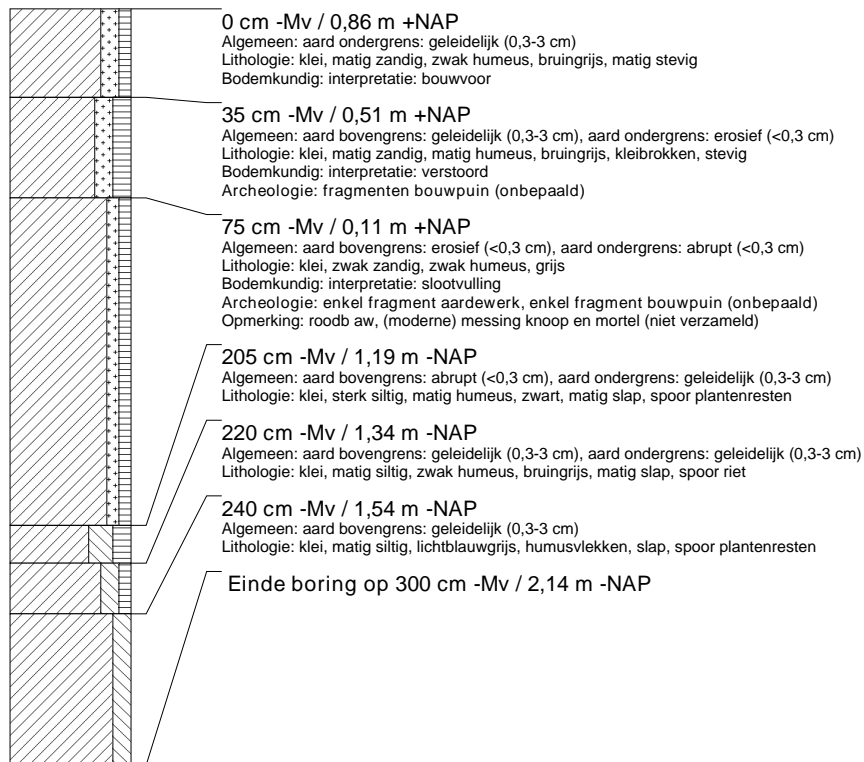 0 cm -Mv / 0,86 m +NAP
Algemeen: aard ondergrens: geleidelijk (0,3-3 cm)
Lithologie: klei, matig zandig, zwak humeus, bruingrijs, matig stevig
Bodemkundig: interpretatie: bouwvoor
35 cm -Mv / 0,51 m +NAP
Algemeen: aard bovengrens: geleidelijk (0,3-3 cm), aard ondergrens: erosief (<0,3 cm)
Lithologie: klei, matig zandig, matig humeus, bruingrijs, kleibrokken, stevig
Bodemkundig: interpretatie: verstoord
Archeologie: fragmenten bouwpuin (onbepaald)
75 cm -Mv / 0,11 m +NAP
Algemeen: aard bovengrens: erosief (<0,3 cm), aard ondergrens: abrupt (<0,3 cm)
Lithologie: klei, zwak zandig, zwak humeus, grijs
Bodemkundig: interpretatie: slootvulling
Archeologie: enkel fragment aardewerk, enkel fragment bouwpuin (onbepaald)
Opmerking: roodb aw, (moderne) messing knoop en mortel (niet verzameld)
205 cm -Mv / 1,19 m -NAP
Algemeen: aard bovengrens: abrupt (<0,3 cm), aard ondergrens: geleidelijk (0,3-3 cm)
Lithologie: klei, sterk siltig, matig humeus, zwart, matig slap, spoor plantenresten
220 cm -Mv / 1,34 m -NAP
Algemeen: aard bovengrens: geleidelijk (0,3-3 cm), aard ondergrens: geleidelijk (0,3-3 cm)
Lithologie: klei, matig siltig, zwak humeus, bruingrijs, matig slap, spoor riet
240 cm -Mv / 1,54 m -NAP
Algemeen: aard bovengrens: geleidelijk (0,3-3 cm)
Lithologie: klei, matig siltig, lichtblauwgrijs, humusvlekken, slap, spoor plantenresten
Einde boring op 300 cm -Mv / 2,14 m -NAP